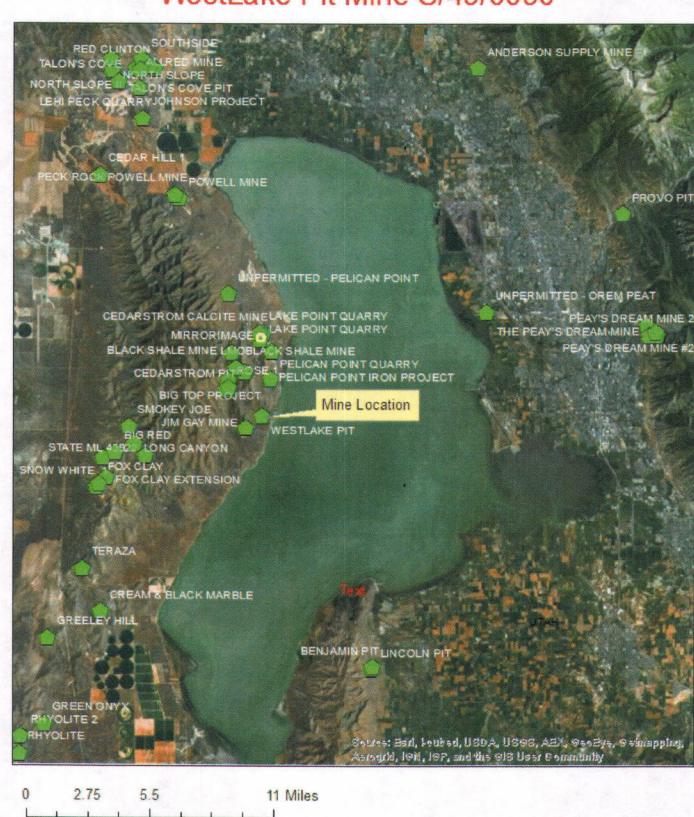 WestLake Pit Mine
RED CLINTON
SOUTHSIDE
TALON'S COVE
ALLRED MINE
NORTH SLOPE
NORTH SLOPE
TALON'S COVE PIT
LEHI PECK QUARRY
JOHNSON PROJECT
ANDERSON SUPPLY MINE
CEDAR HILL 1
PECK ROCK
POWELL MINE
POWELL MINE
PROVO PIT
UNPERMITTED - PELICAN POINT
UNPERMITTED - OREM PEAT
CEDARSTROM CALCITE MINE
LAKE POINT QUARRY
LAKE POINT QUARRY
MIRRORIMAGE
PEAY'S DREAM MINE 2
THE PEAY'S DREAM MINE
PEAY'S DREAM MINE #2
BLACK SHALE MINE
BLACK SHALE MINE
PELICAN POINT QUARRY
CEDARSTROM PIT
PELICAN POINT IRON PROJECT
BIG TOP PROJECT
Mine Location
SMOKEY JOE
JIM GAY MINE
WESTLAKE PIT
BIG RED
STATE ML
LONG CANYON
SNOW WHITE
FOX CLAY
FOX CLAY EXTENSION
TERAZA
Text
CREAM & BLACK MARBLE
GREELEY HILL
UTAH
BENJAMIN PIT
LINCOLN PIT
GREEN ONYX
RHYOLITE 2
RHYOLITE
Source: Esri, i-cubed, USDA, USGS, AEX, GeoEye, Getmapping,
Aerogrid, IGN, IGP, and the GIS User Community
0 2.75 5.5 11 Miles